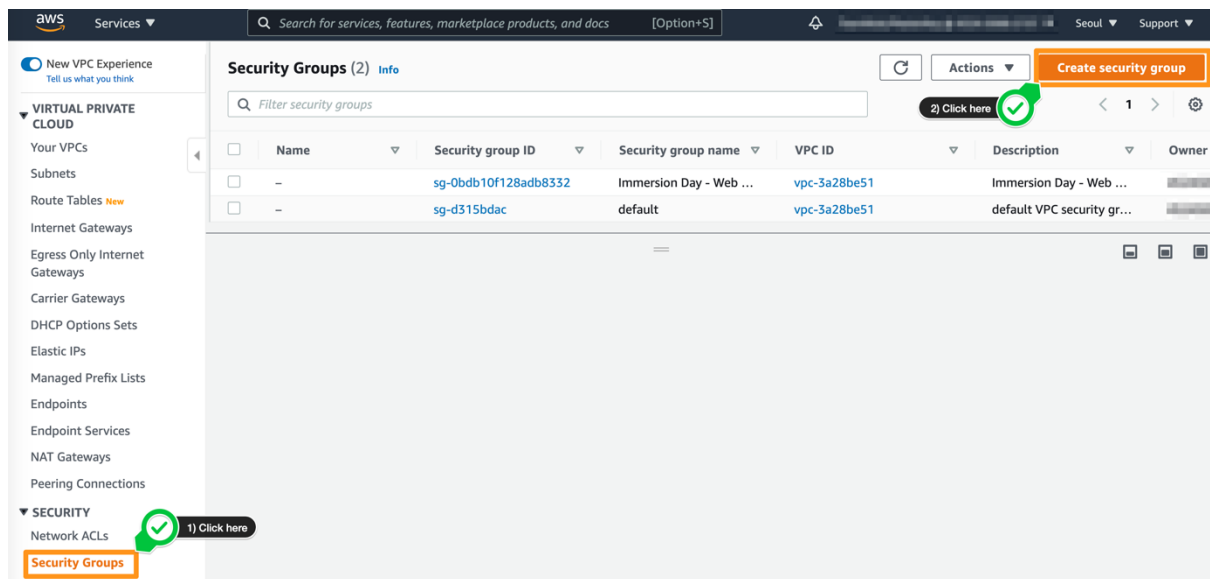 aws Services ▼ Search for services, features, marketplace products, and docs [Option+S] Seoul ▼ Support ▼
New VPC Experience
Tell us what you think
VIRTUAL PRIVATE
CLOUD
Your VPCs
Subnets
Route Tables New
Internet Gateways
Egress Only Internet
Gateways
Carrier Gateways
DHCP Options Sets
Elastic IPs
Managed Prefix Lists
Endpoints
Endpoint Services
NAT Gateways
Peering Connections
SECURITY
Network ACLs
Security Groups
1) Click here
Security Groups (2) Info
Actions ▼
Create security group
Filter security groups
2) Click here
1
Name Security group ID Security group name VPC ID Description Owner
– sg-0bdb10f128adb8332 Immersion Day - Web ... vpc-3a28be51 Immersion Day - Web ...
– sg-d315bdac default vpc-3a28be51 default VPC security gr...